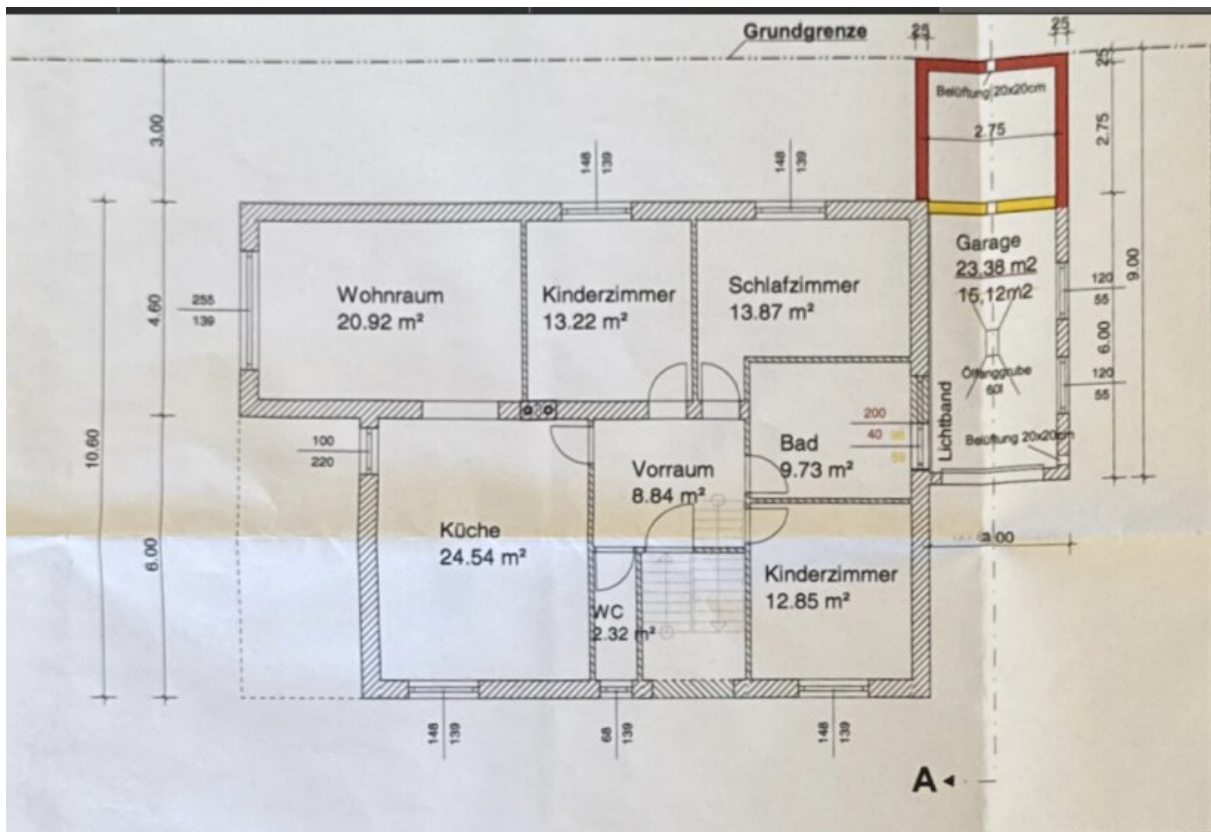 Grundgrenze
25
25
25
Belüftung 20x20cm
2.75
2.75
3.00
148
139
148
139
Garage
23,38 m2
15,12m2
9.00
120
55
Wohnraum
20.92 m²
Kinderzimmer
13.22 m²
Schlafzimmer
13.87 m²
255
139
4.60
6.00
Ölfanggrube
60l
120
55
Lichtband
10.60
100
220
Vorraum
8.84 m²
Bad
9.73 m²
200
40
59
Belüftung 20x20cm
Küche
24.54 m²
6.00
3.00
Kinderzimmer
12.85 m²
WC
2.32 m²
148
139
68
139
148
139
A